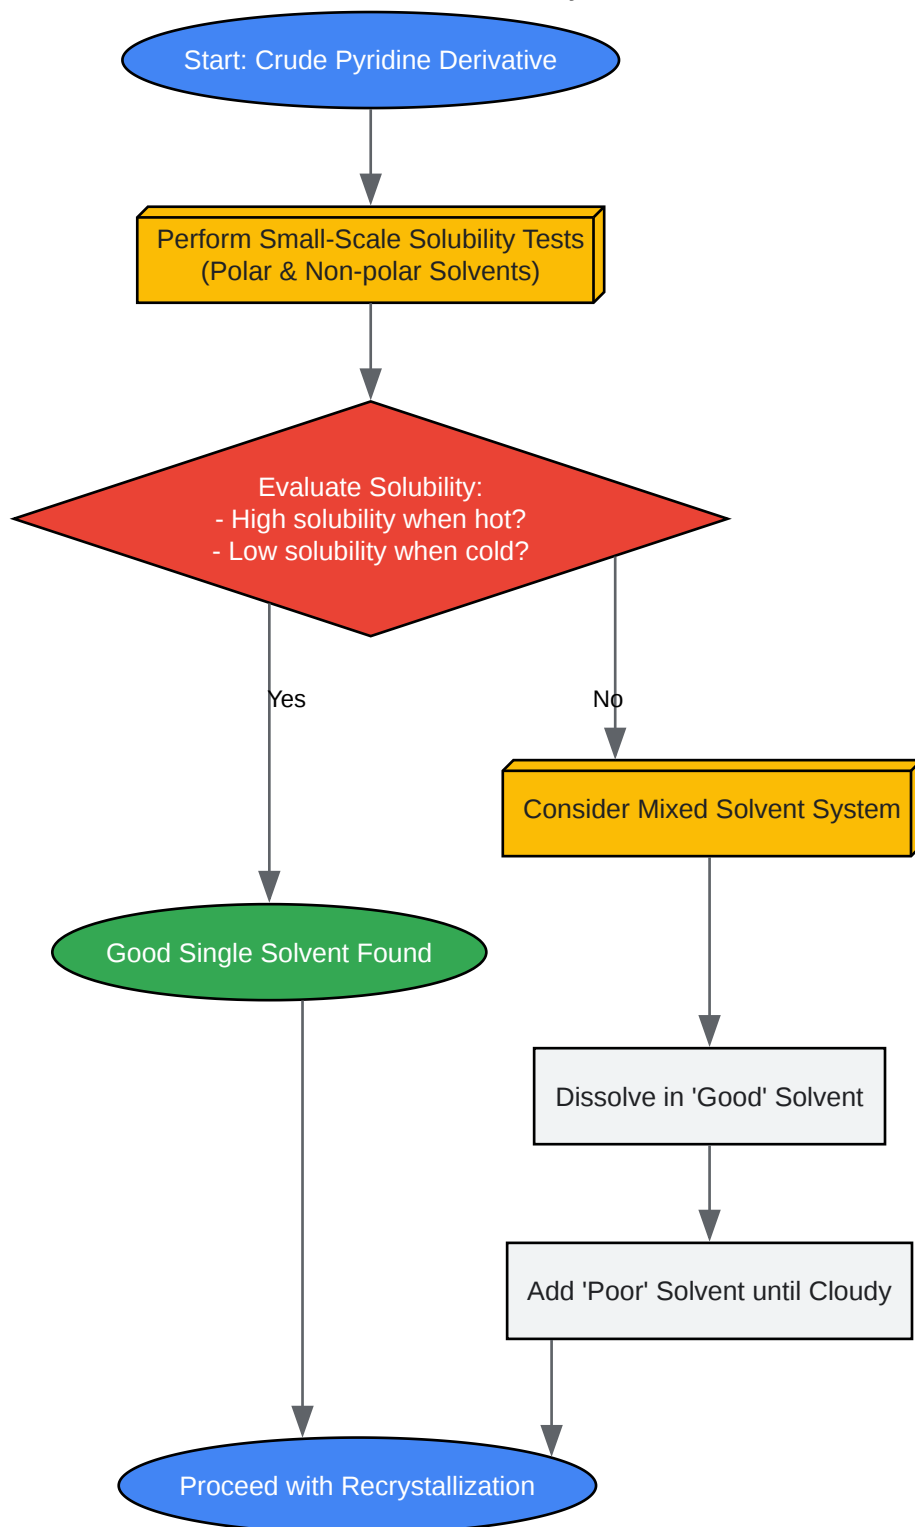 Start: Crude Pyridine Derivative
Perform Small-Scale Solubility Tests
(Polar & Non-polar Solvents)
Evaluate Solubility:
- High solubility when hot?
- Low solubility when cold?
Yes
No
Consider Mixed Solvent System
Good Single Solvent Found
Dissolve in 'Good' Solvent
Add 'Poor' Solvent until Cloudy
Proceed with Recrystallization